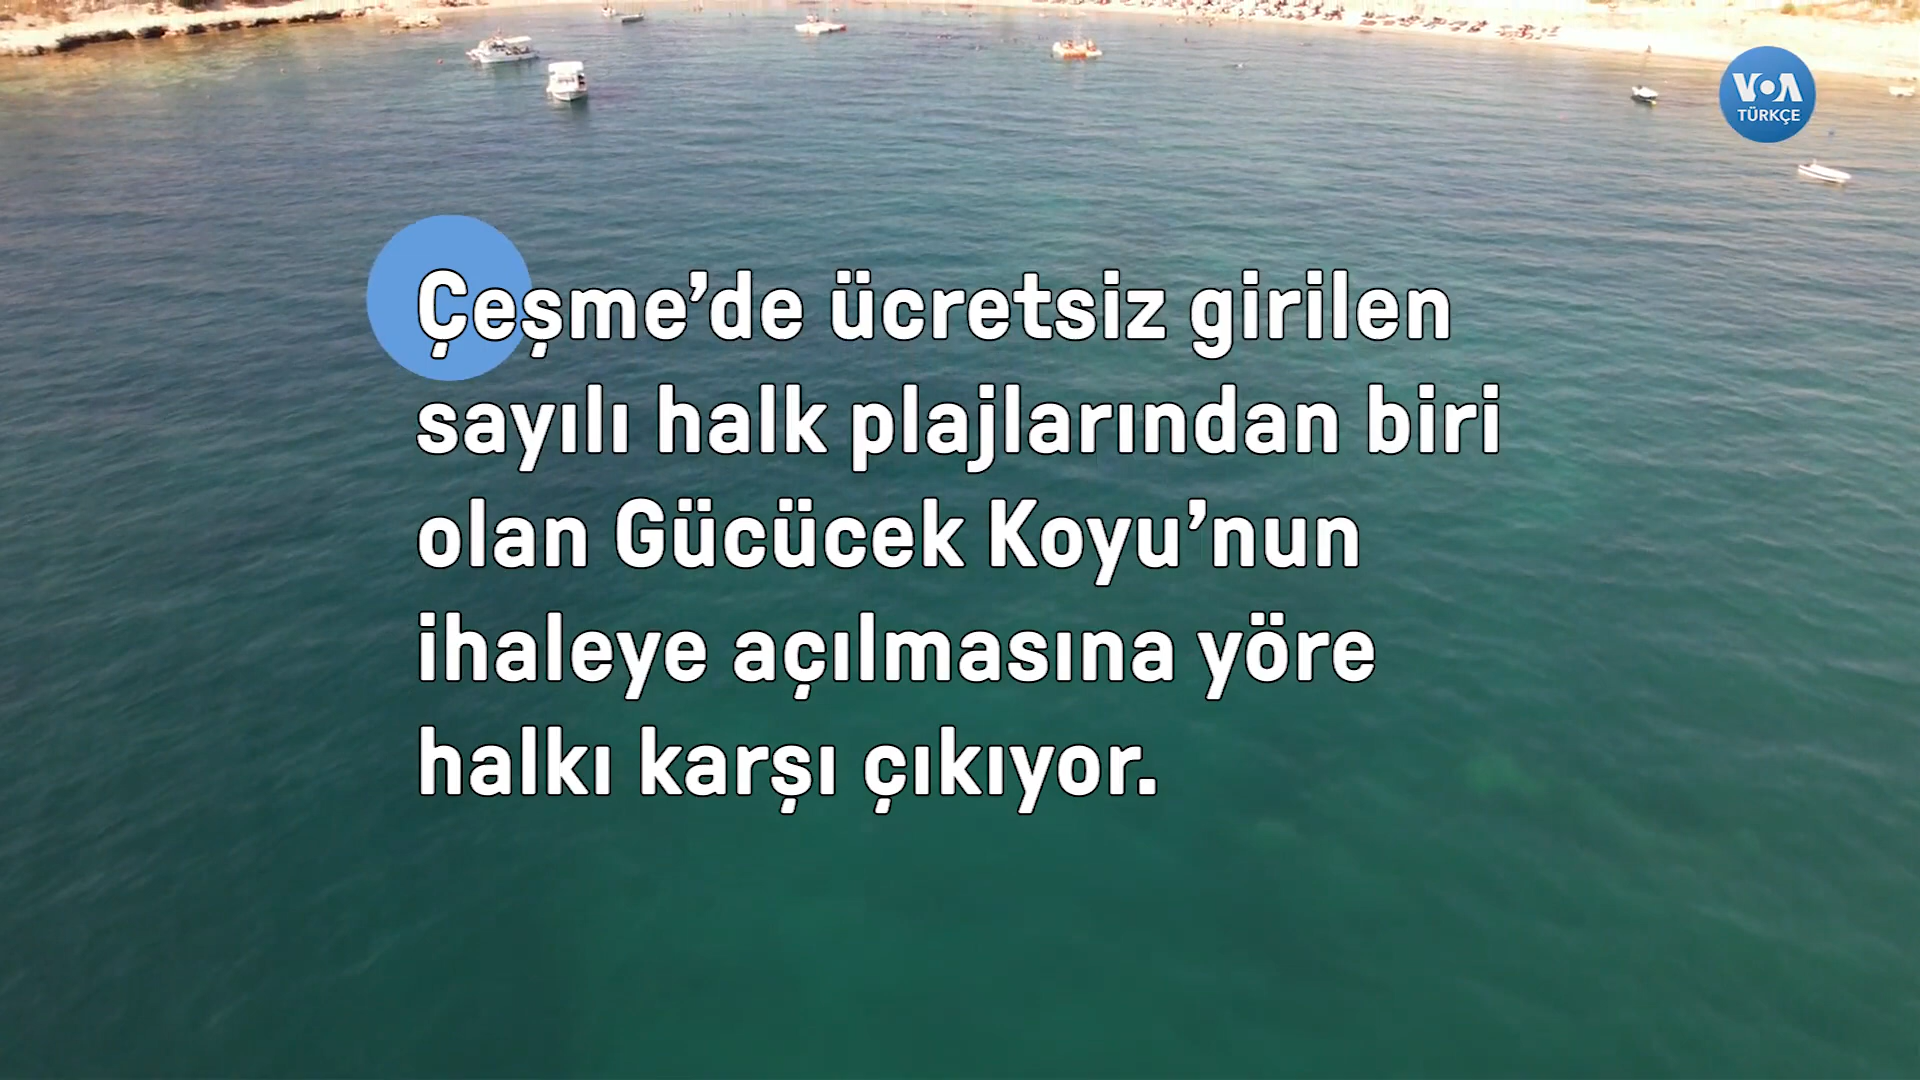 VOA
TÜRKÇE
Çeşme’de ücretsiz girilen
sayılı halk plajlarından biri
olan Gücücek Koyu’nun
ihaleye açılmasına yöre
halkı karşı çıkıyor.